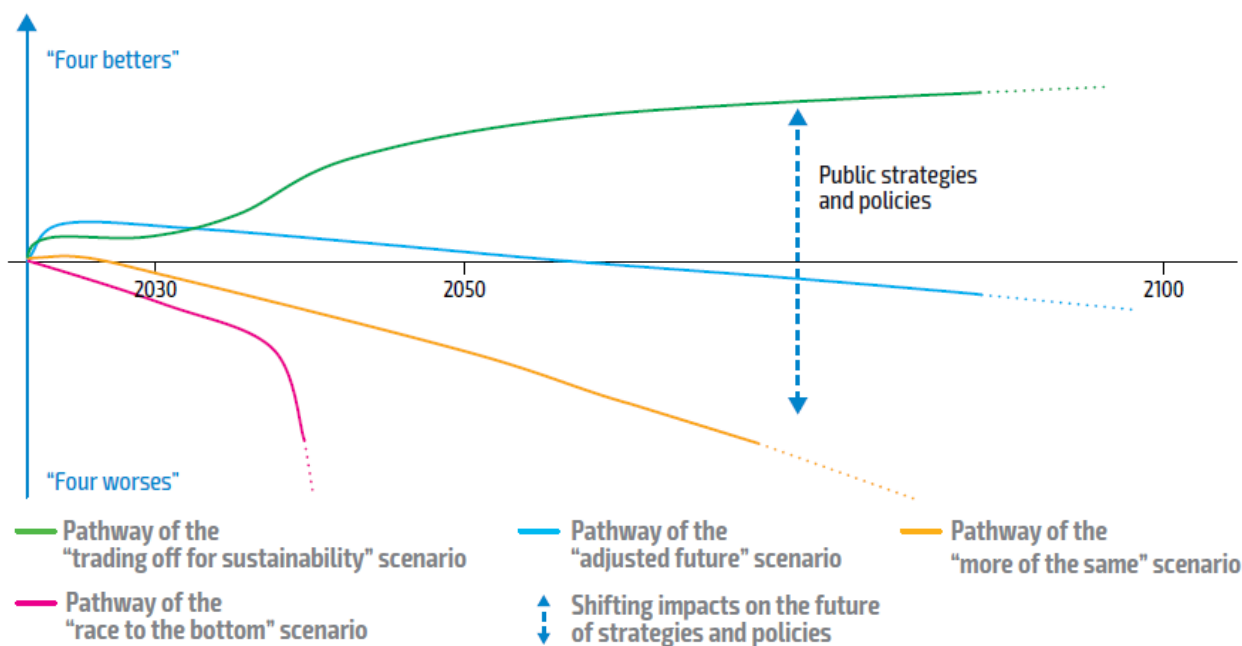 “Four betters”
Public strategies
and policies
2030
2050
2100
“Four worses”
Pathway of the
“trading off for sustainability” scenario
Pathway of the
“adjusted future” scenario
Pathway of the
“more of the same” scenario
Pathway of the
“race to the bottom” scenario
Shifting impacts on the future
of strategies and policies